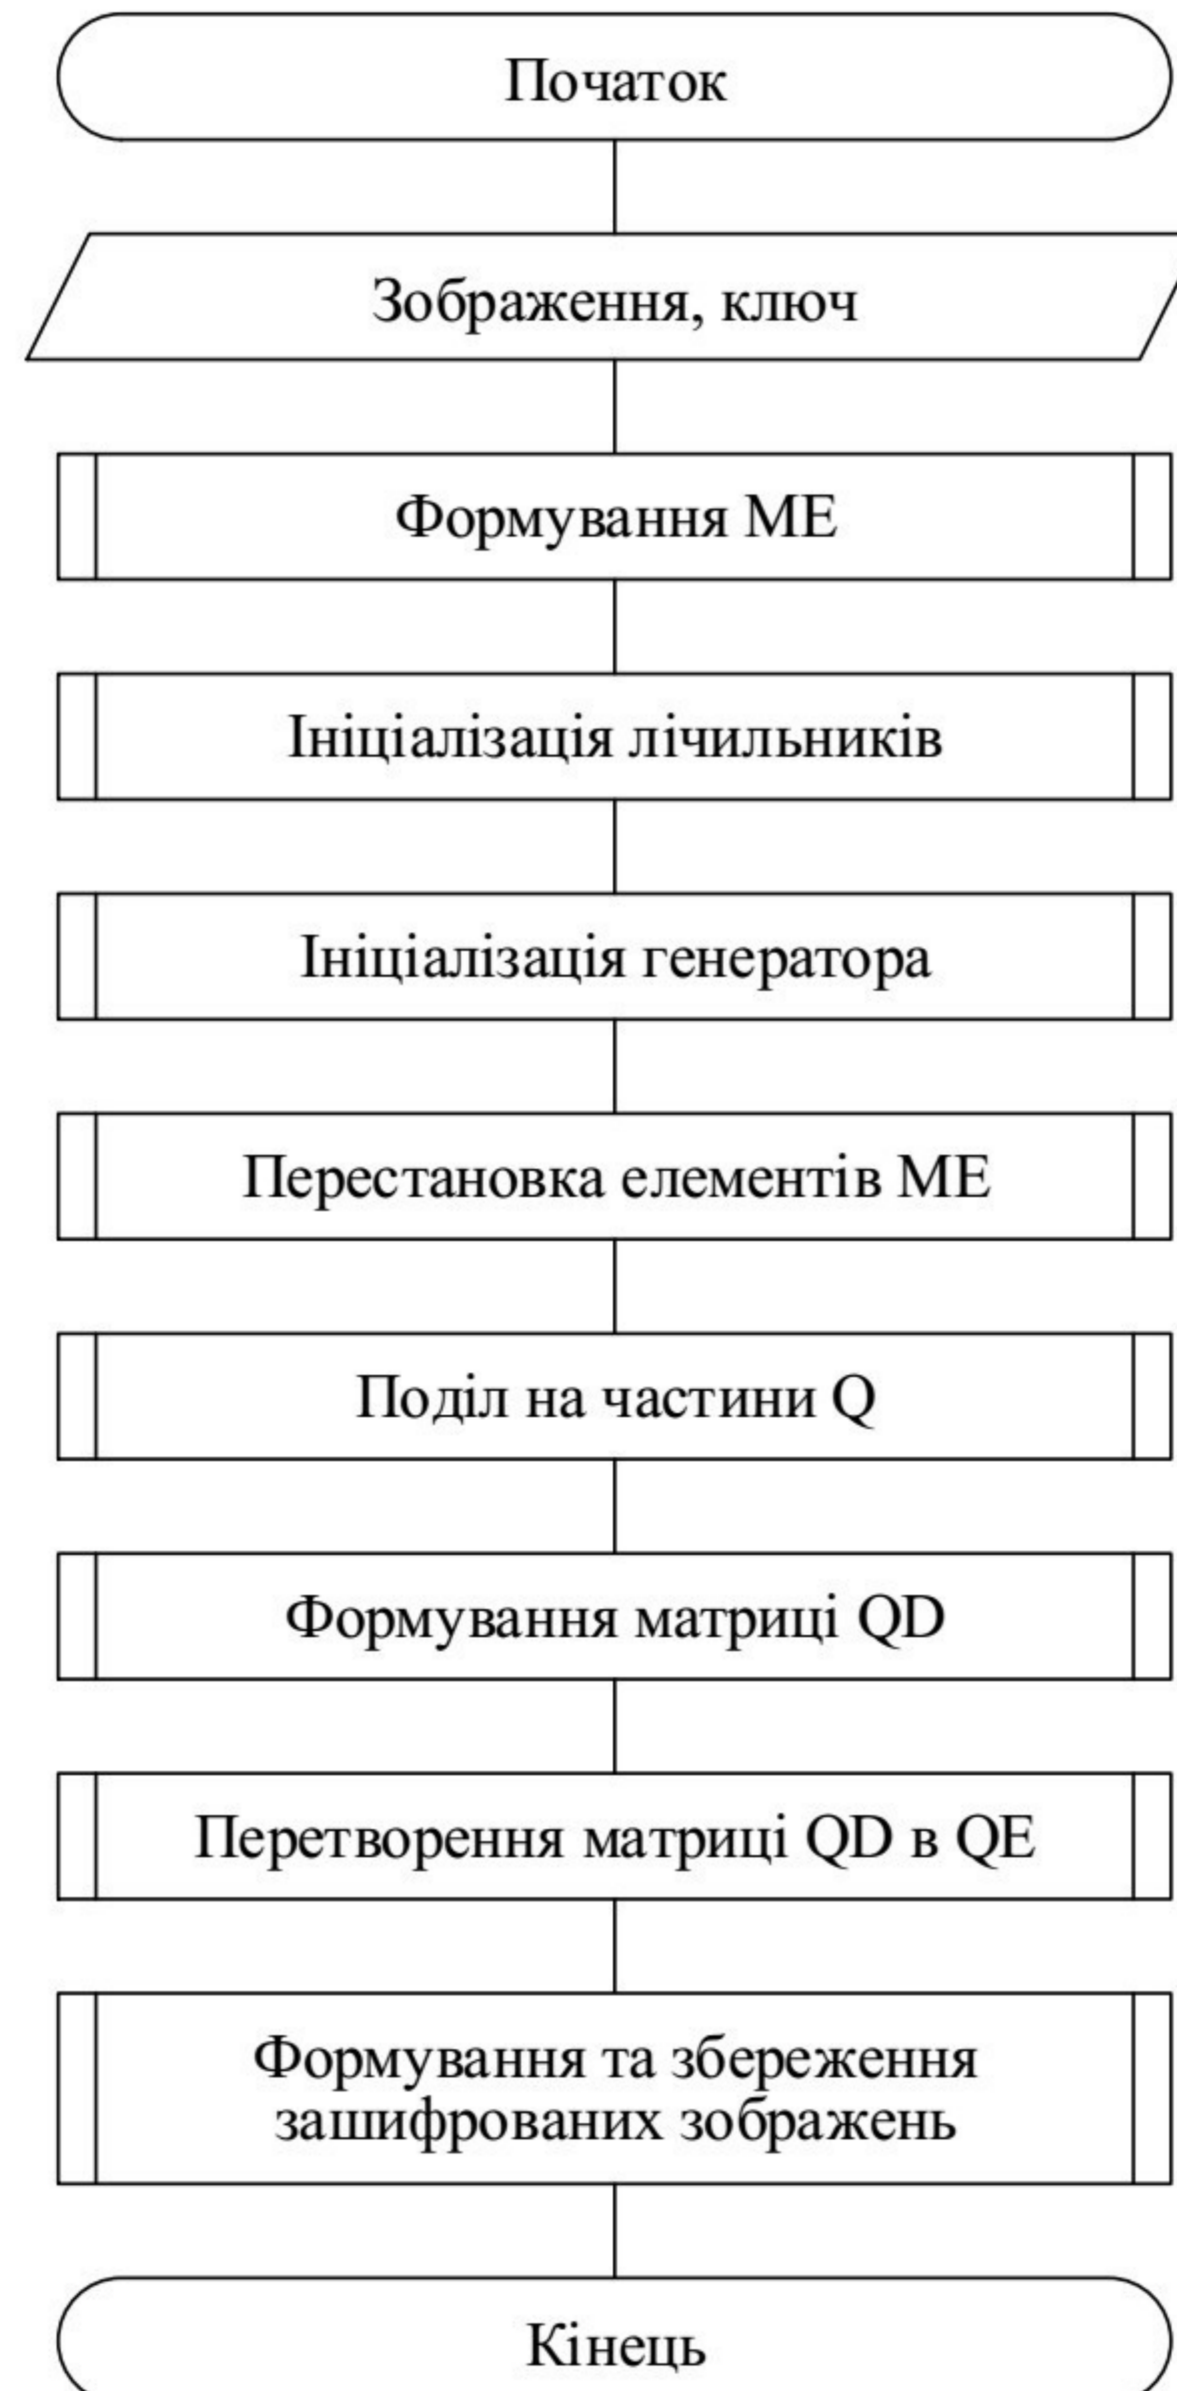 Початок
Зображення, ключ
Формування ME
Ініціалізація лічильників
Ініціалізація генератора
Перестановка елементів ME
Поділ на частини Q
Формування матриці QD
Перетворення матриці QD в QE
Формування та збереження
зашифрованих зображень
Кінець